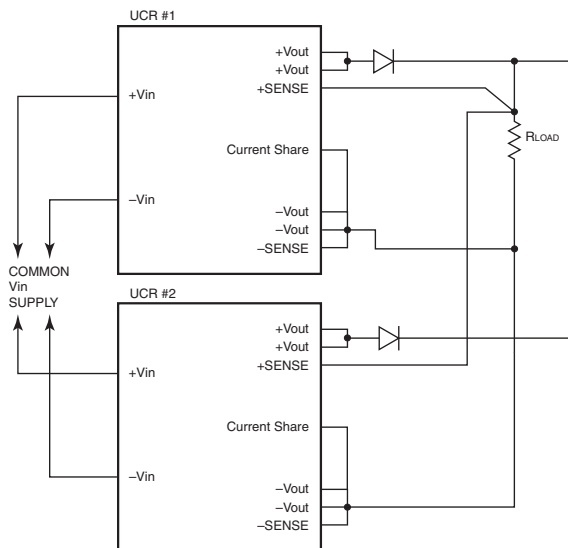 UCR #1
+Vout
+Vout
+SENSE
+Vin
Current Share
RLOAD
–Vin
–Vout
–Vout
–SENSE
COMMON
Vin
SUPPLY
UCR #2
+Vout
+Vout
+SENSE
+Vin
Current Share
–Vin
–Vout
–Vout
–SENSE